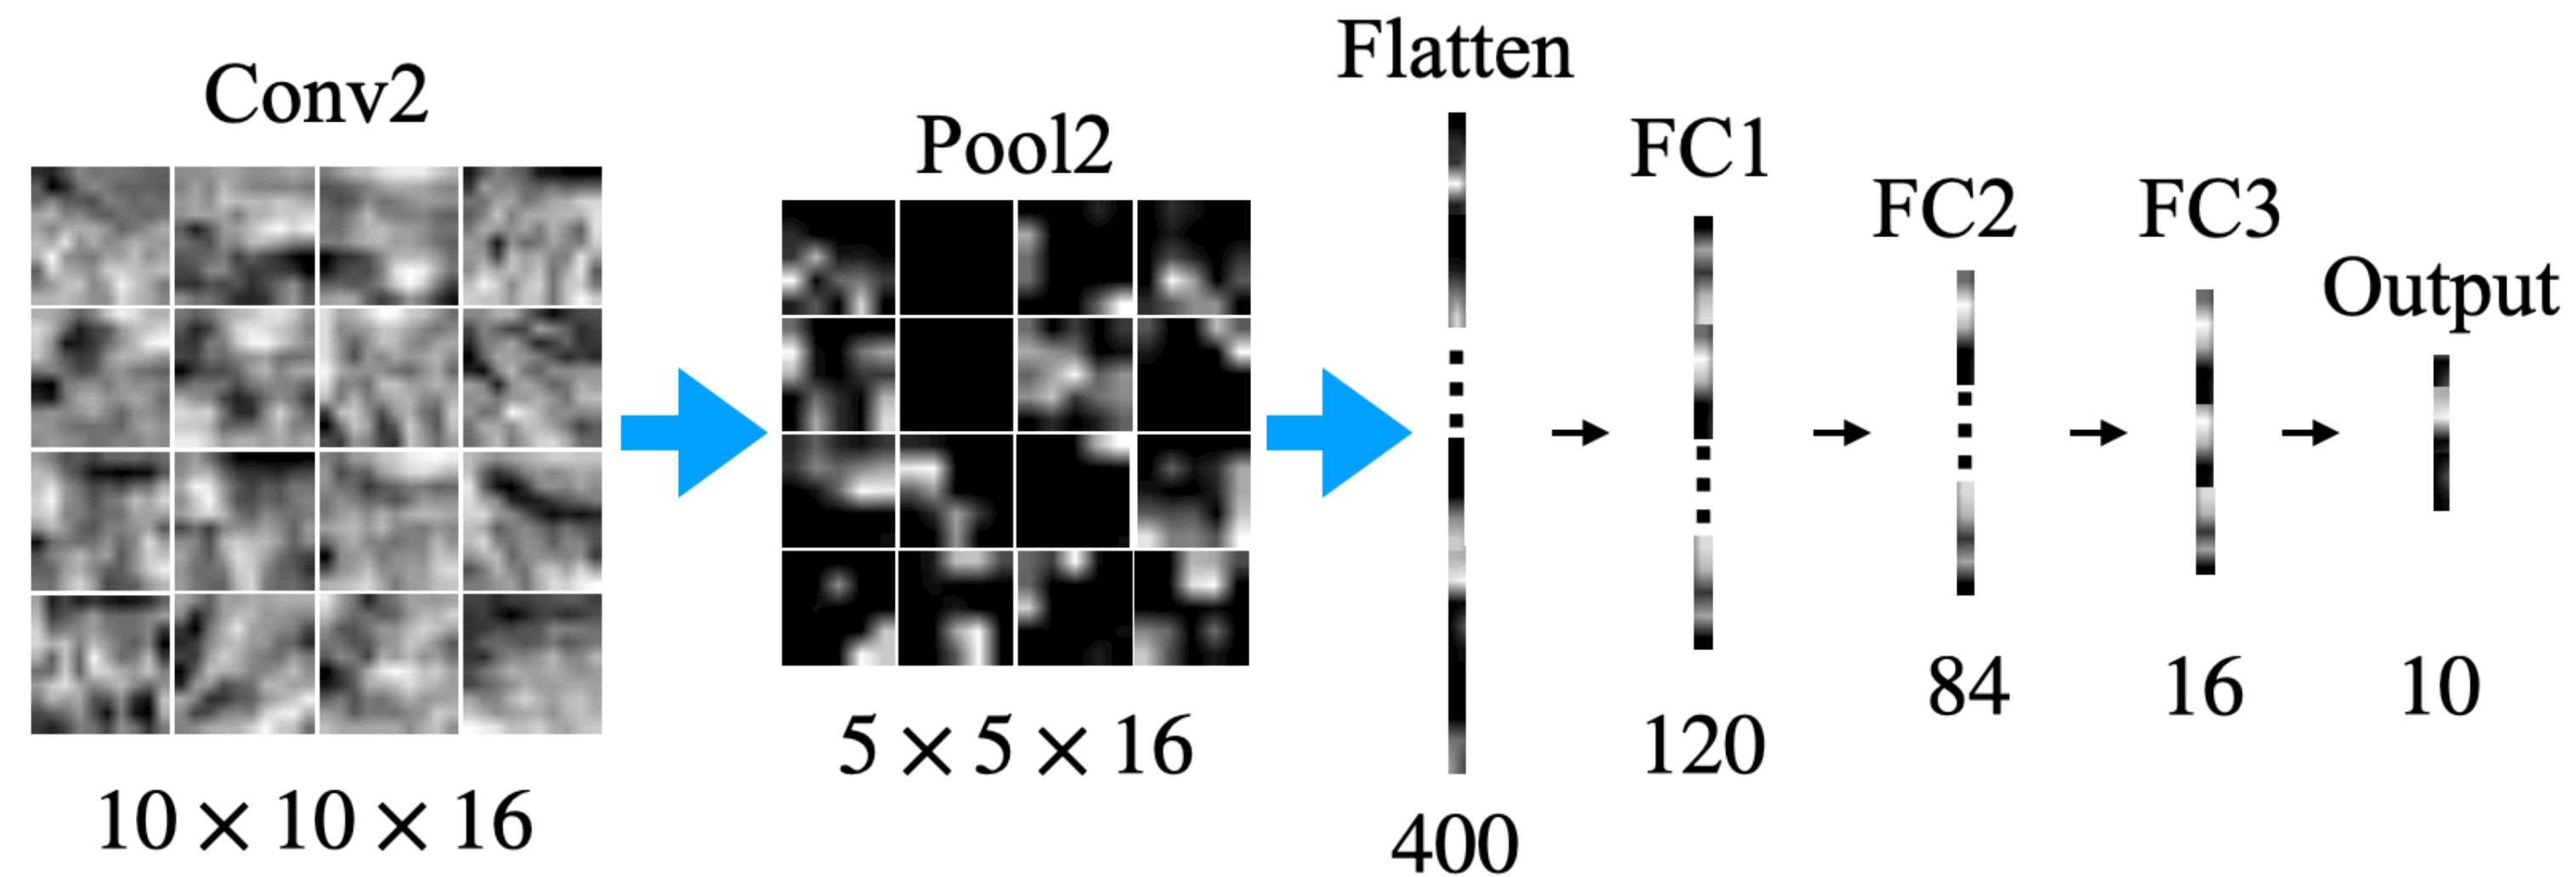 Conv2
10 × 10 × 16
Pool2
5 × 5 × 16
Flatten
400
FC1
120
FC2
84
FC3
16
Output
10